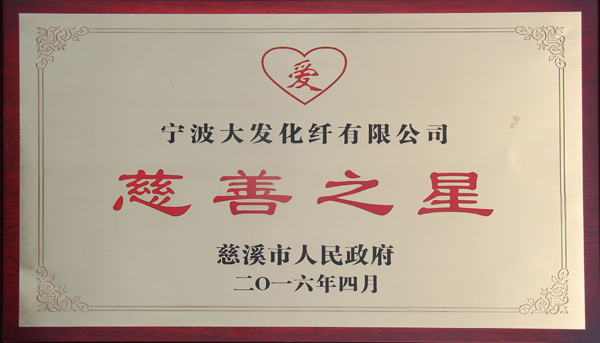 爱
宁波大发化纤有限公司
慈善之星
慈溪市人民政府
二〇一六年四月